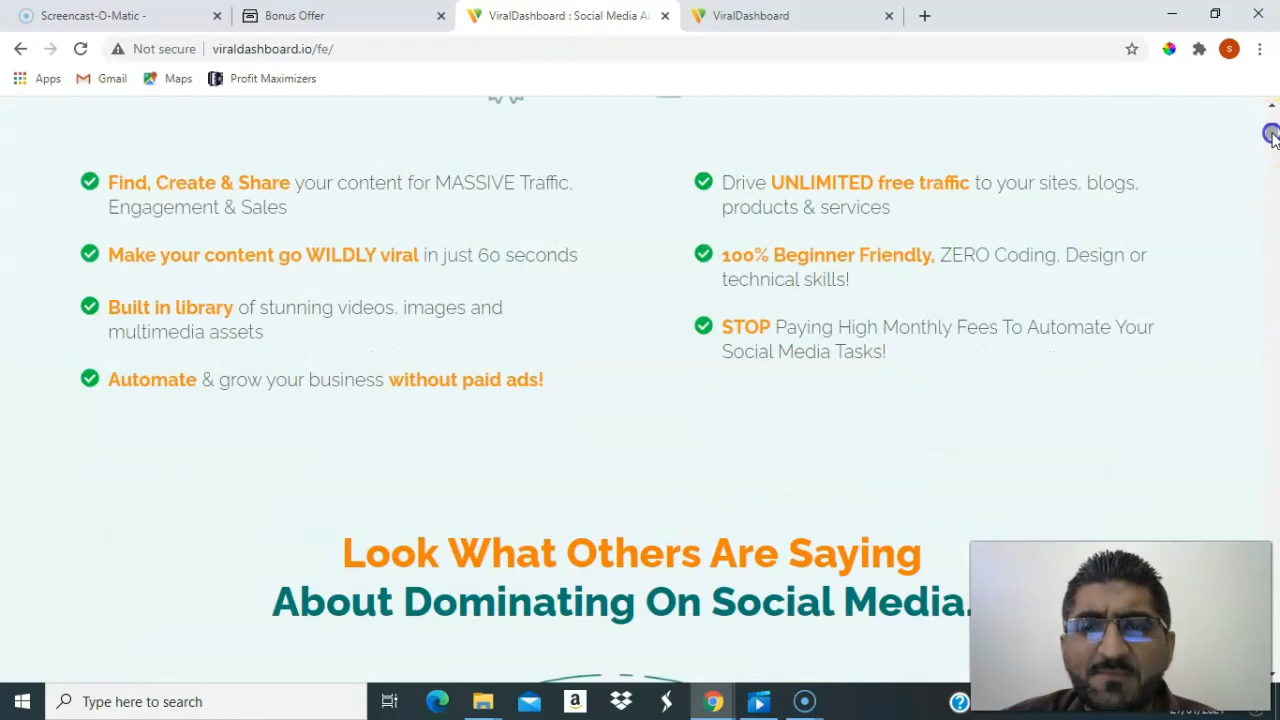 Screencast-O-Matic -
Bonus Offer
ViralDashboard : Social Media Au
ViralDashboard
Not secure
viraldashboard.io/fe/
S
Apps
Gmail
Maps
Profit Maximizers
Find, Create & Share your content for MASSIVE Traffic,
Engagement & Sales
Make your content go WILDLY viral in just 60 seconds
Built in library of stunning videos, images and
multimedia assets
Automate & grow your business without paid ads!
Drive UNLIMITED free traffic to your sites, blogs,
products & services
100% Beginner Friendly, ZERO Coding, Design or
technical skills!
STOP Paying High Monthly Fees To Automate Your
Social Media Tasks!
Look What Others Are Saying
About Dominating On Social Media.
Type here to search